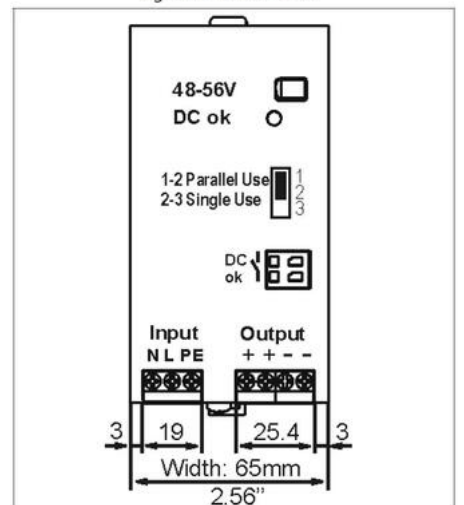 48-56V
DC ok
1-2 Parallel Use
2-3 Single Use
1
2
3
DC
ok
Input Output
N L PE + + - -
3 19 25.4 3
Width: 65mm
2.56"